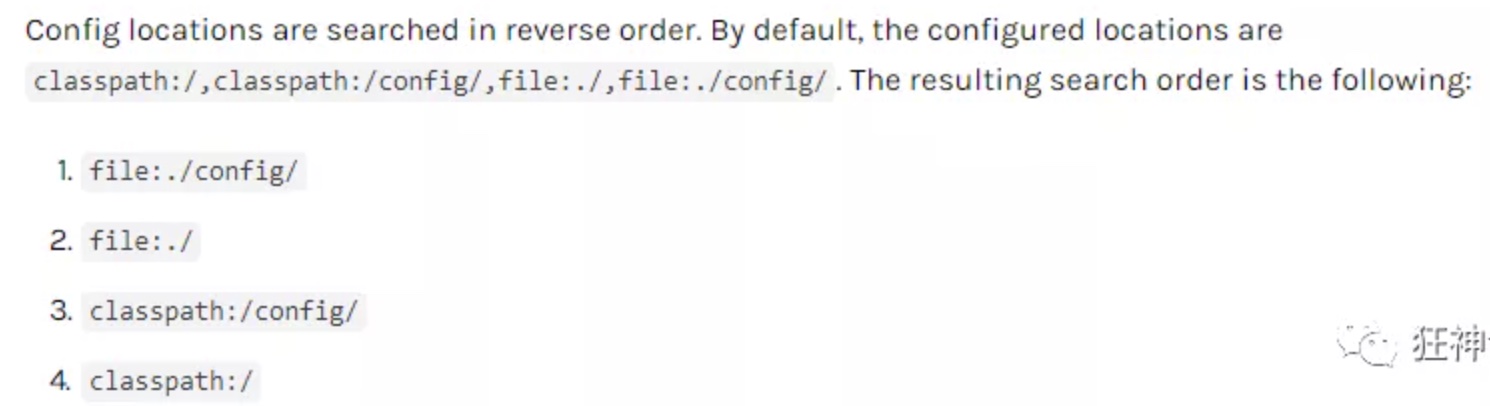 Config locations are searched in reverse order. By default, the configured locations are
classpath:/,classpath:/config/,file:./,file:./config/. The resulting search order is the following:
1. file:./config/
2. file:./
3. classpath:/config/
4. classpath:/
狂神